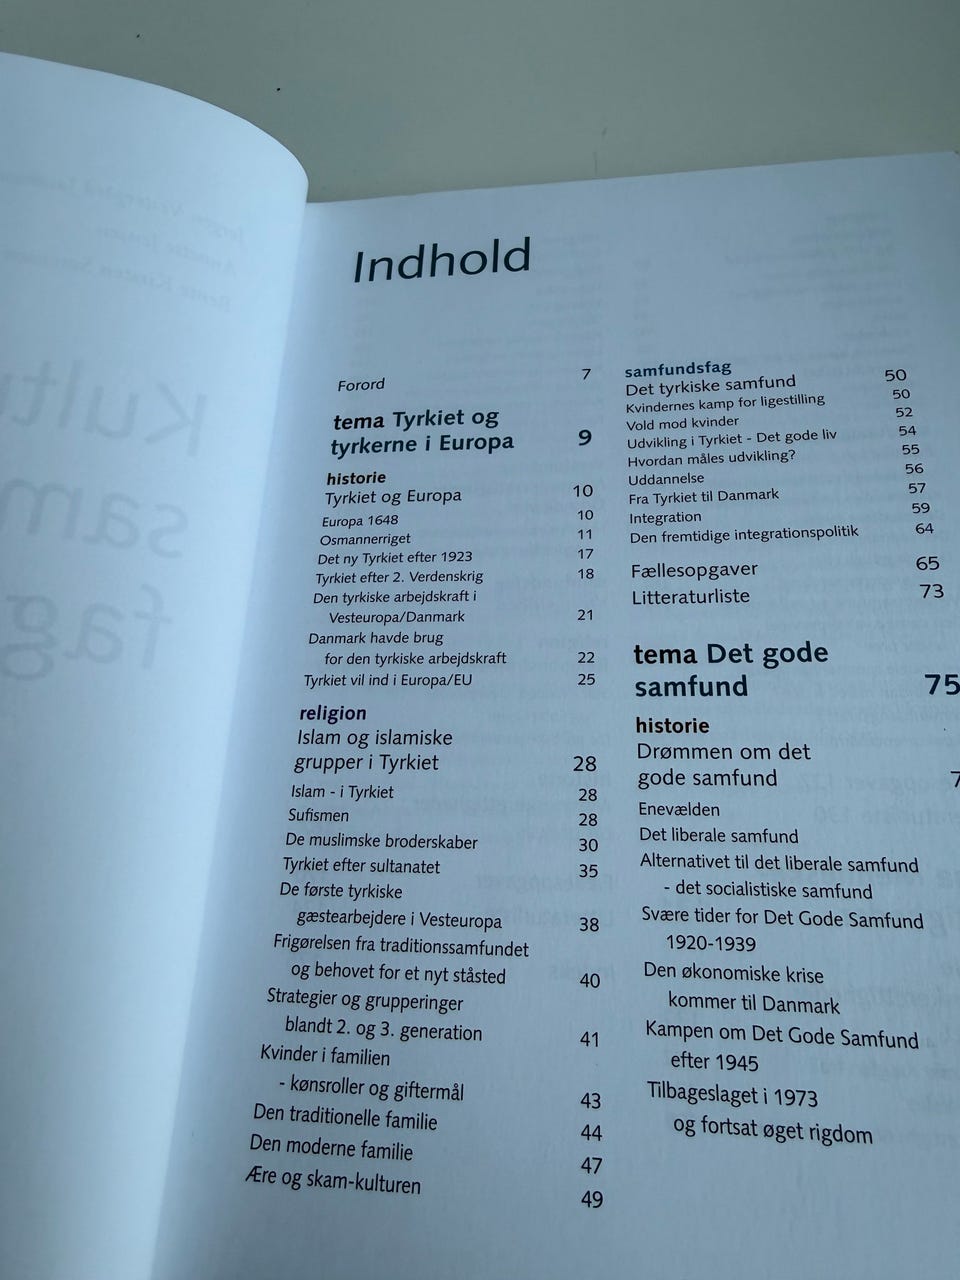 Indhold
Forord 7
tema Tyrkiet og
tyrkerne i Europa 9
historie
Tyrkiet og Europa 10
Europa 1648 10
Osmannerriget 11
Det ny Tyrkiet efter 1923 17
Tyrkiet efter 2. Verdenskrig 18
Den tyrkiske arbejdskraft i
Vesteuropa/Danmark 21
Danmark havde brug
for den tyrkiske arbejdskraft 22
Tyrkiet vil ind i Europa/EU 25
religion
Islam og islamiske
grupper i Tyrkiet 28
Islam - i Tyrkiet 28
Sufismen 28
De muslimske broderskaber 30
Tyrkiet efter sultanatet 35
De første tyrkiske
gæstearbejdere i Vesteuropa 38
Frigørelsen fra traditionssamfundet
og behovet for et nyt ståsted 40
Strategier og grupperinger
blandt 2. og 3. generation 41
Kvinder i familien
- kønsroller og giftermål 43
Den traditionelle familie 44
Den moderne familie 47
Ære og skam-kulturen 49
samfundsfag
Det tyrkiske samfund 50
Kvindernes kamp for ligestilling 50
Vold mod kvinder 52
Udvikling i Tyrkiet - Det gode liv 54
Hvordan måles udvikling? 55
Uddannelse 56
Fra Tyrkiet til Danmark 57
Integration 59
Den fremtidige integrationspolitik 64
Fællesopgaver 65
Litteraturliste 73
tema Det gode
samfund 75
historie
Drømmen om det
gode samfund
Enevælden
Det liberale samfund
Alternativet til det liberale samfund
- det socialistiske samfund
Svære tider for Det Gode Samfund
1920-1939
Den økonomiske krise
kommer til Danmark
Kampen om Det Gode Samfund
efter 1945
Tilbageslaget i 1973
og fortsat øget rigdom